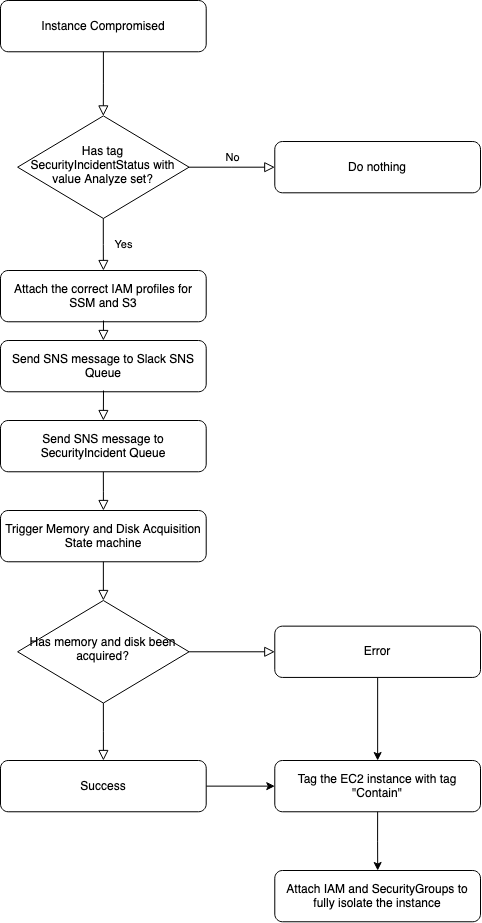 Instance Compromised
Has tag
SecurityIncidentStatus with
value Analyze set?
No
Do nothing
Yes
Attach the correct IAM profiles for
SSM and S3
Send SNS message to Slack SNS
Queue
Send SNS message to
SecurityIncident Queue
Trigger Memory and Disk Acquisition
State machine
Has memory and disk been
acquired?
Error
Success
Tag the EC2 instance with tag
"Contain"
Attach IAM and SecurityGroups to
fully isolate the instance